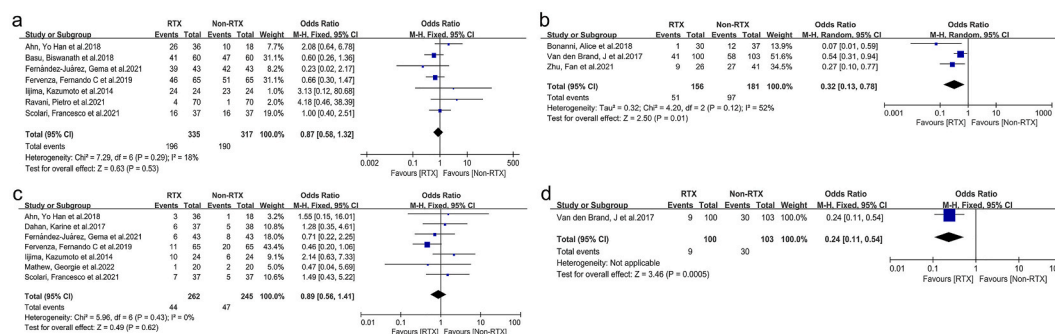 a
RTX Non-RTX Odds Ratio Odds Ratio
Study or Subgroup Events Total Events Total Weight M-H, Fixed, 95% CI M-H, Fixed, 95% CI
Ahn, Yo Han et al.2018 26 36 10 18 7.7% 2.08 [0.64, 6.78]
Basu, Biswanath et al.2018 41 60 47 60 22.9% 0.60 [0.26, 1.36]
Fernández-Juárez, Gema et al.2021 39 43 42 43 8.9% 0.23 [0.02, 2.17]
Fervenza, Fernando C et al.2019 46 65 51 65 33.3% 0.66 [0.30, 1.47]
Iijima, Kazumoto et al.2014 24 24 23 24 1.1% 3.13 [0.12, 80.68]
Ravani, Pietro et al.2021 4 70 1 70 2.1% 4.18 [0.46, 38.39]
Scolari, Francesco et al.2021 16 37 16 37 20.9% 1.00 [0.40, 2.51]
Total (95% CI) 335 317 100.0% 0.87 [0.58, 1.32]
Total events 196 190
Heterogeneity: Chi² = 7.29, df = 6 (P = 0.29); I² = 18%
Test for overall effect: Z = 0.63 (P = 0.53)
0.002 0.1 1 10 500
Favours [RTX] Favours [Non-RTX]
b
RTX Non-RTX Odds Ratio Odds Ratio
Study or Subgroup Events Total Events Total Weight M-H, Random, 95% CI M-H, Random, 95% CI
Bonanni, Alice et al.2018 1 30 12 37 13.9% 0.07 [0.01, 0.59]
Van den Brand, J et al.2017 41 100 58 103 51.6% 0.54 [0.31, 0.94]
Zhu, Fan et al.2021 9 26 27 41 34.5% 0.27 [0.10, 0.77]
Total (95% CI) 156 181 100.0% 0.32 [0.13, 0.78]
Total events 51 97
Heterogeneity: Tau² = 0.32; Chi² = 4.20, df = 2 (P = 0.12); I² = 52%
Test for overall effect: Z = 2.50 (P = 0.01)
0.01 0.1 1 10 100
Favours [RTX] Favours [Non-RTX]
c
RTX Non-RTX Odds Ratio Odds Ratio
Study or Subgroup Events Total Events Total Weight M-H, Fixed, 95% CI M-H, Fixed, 95% CI
Ahn, Yo Han et al.2018 3 36 1 18 3.2% 1.55 [0.15, 16.01]
Dahan, Karine et al.2017 6 37 5 38 10.8% 1.28 [0.35, 4.61]
Fernández-Juárez, Gema et al.2021 6 43 8 43 18.1% 0.71 [0.22, 2.25]
Fervenza, Fernando C et al.2019 11 65 20 65 43.7% 0.46 [0.20, 1.06]
Iijima, Kazumoto et al.2014 10 24 6 24 9.1% 2.14 [0.63, 7.33]
Mathew, Georgie et al.2022 1 20 2 20 5.0% 0.47 [0.04, 5.69]
Scolari, Francesco et al.2021 7 37 5 37 10.6% 1.49 [0.43, 5.22]
Total (95% CI) 262 245 100.0% 0.89 [0.56, 1.41]
Total events 44 47
Heterogeneity: Chi² = 5.96, df = 6 (P = 0.43); I² = 0%
Test for overall effect: Z = 0.49 (P = 0.62)
0.01 0.1 1 10 100
Favours [RTX] Favours [Non-RTX]
d
RTX Non-RTX Odds Ratio Odds Ratio
Study or Subgroup Events Total Events Total Weight M-H, Fixed, 95% CI M-H, Fixed, 95% CI
Van den Brand, J et al.2017 9 100 30 103 100.0% 0.24 [0.11, 0.54]
Total (95% CI) 100 103 100.0% 0.24 [0.11, 0.54]
Total events 9 30
Heterogeneity: Not applicable
Test for overall effect: Z = 3.46 (P = 0.0005)
0.01 0.1 1 10 100
Favours [RTX] Favours [Non-RTX]